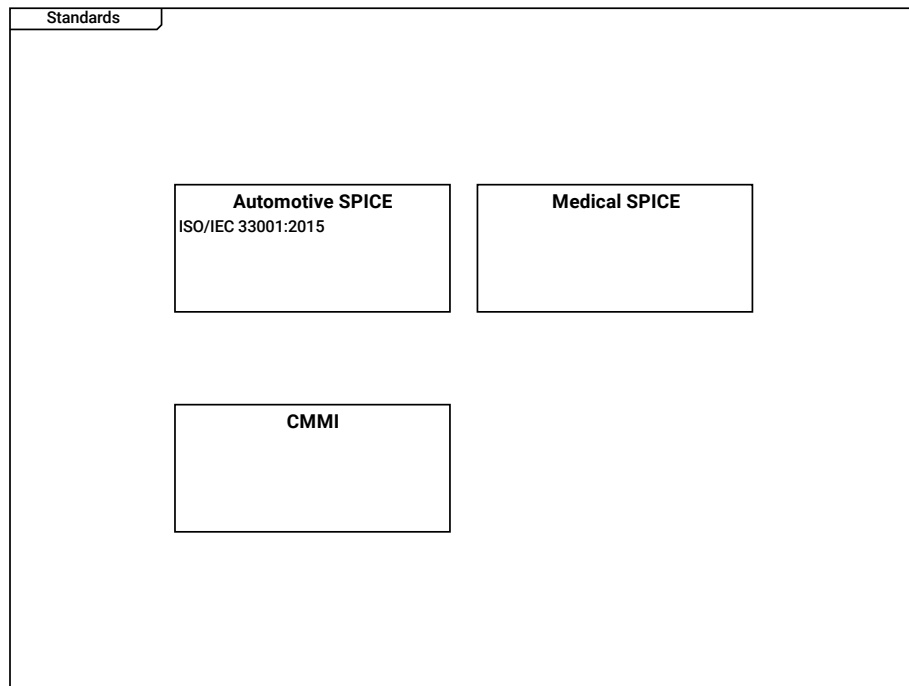 Standards
Automotive SPICE
ISO/IEC 33001:2015
Medical SPICE
CMMI